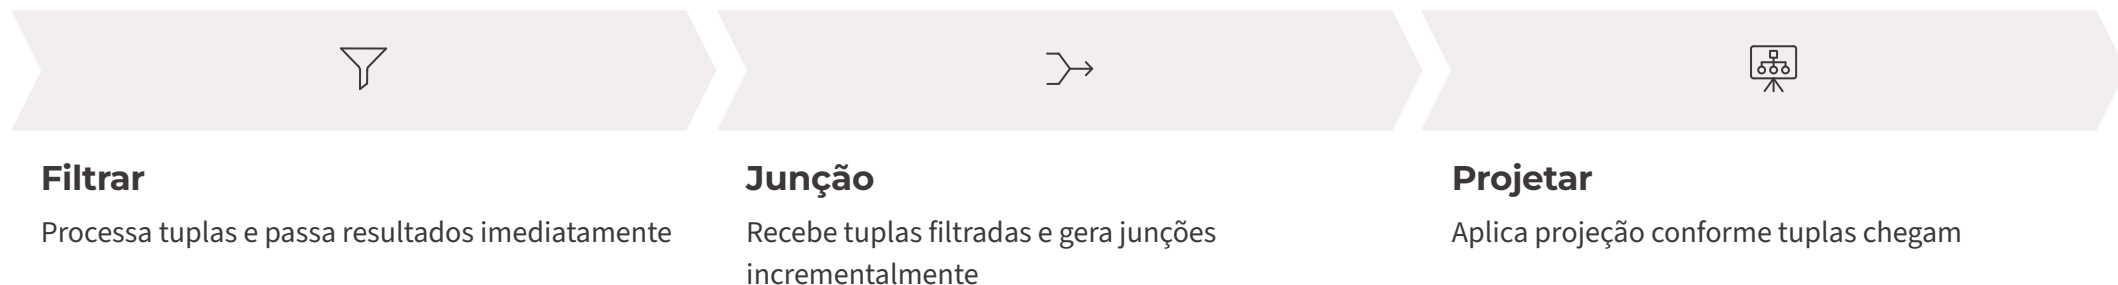 Filtrar
Processa tuplas e passa resultados imediatamente
Junção
Recebe tuplas filtradas e gera junções
incrementalmente
Projetar
Aplica projeção conforme tuplas chegam